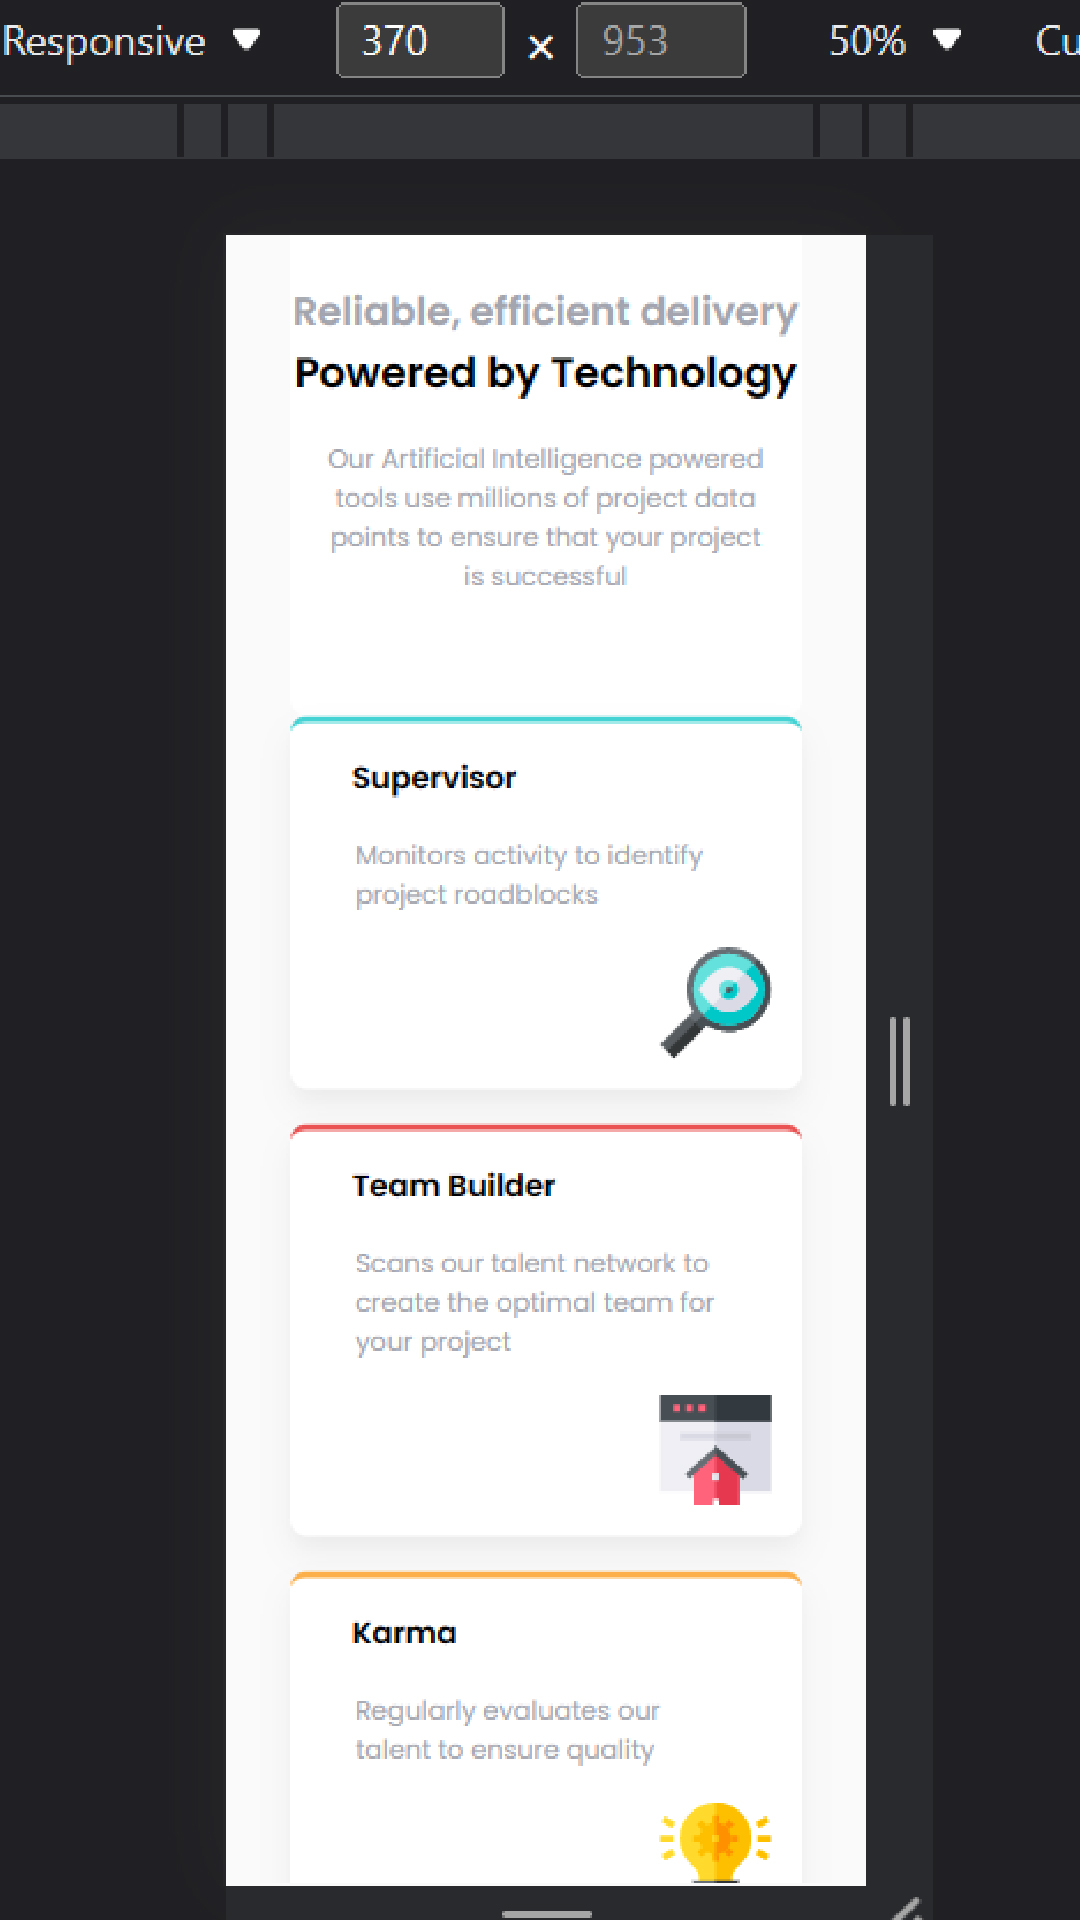 Responsive 370 × 953 50% Cu
Reliable, efficient delivery
Powered by Technology
Our Artificial Intelligence powered
tools use millions of project data
points to ensure that your project
is successful
Supervisor
Monitors activity to identify
project roadblocks
Team Builder
Scans our talent network to
create the optimal team for
your project
Karma
Regularly evaluates our
talent to ensure quality